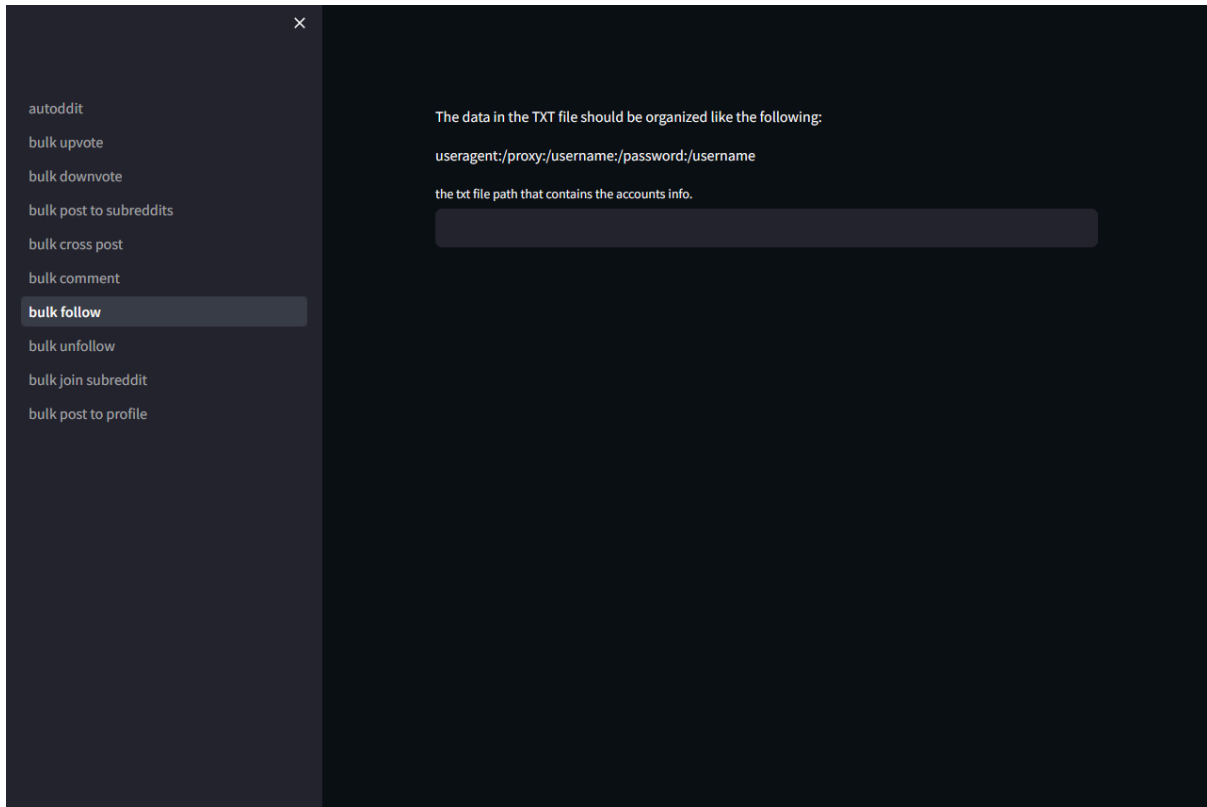 autoddit
bulk upvote
bulk downvote
bulk post to subreddits
bulk cross post
bulk comment
bulk follow
bulk unfollow
bulk join subreddit
bulk post to profile
The data in the TXT file should be organized like the following:
useragent:/proxy:/username:/password:/username
the txt file path that contains the accounts info.